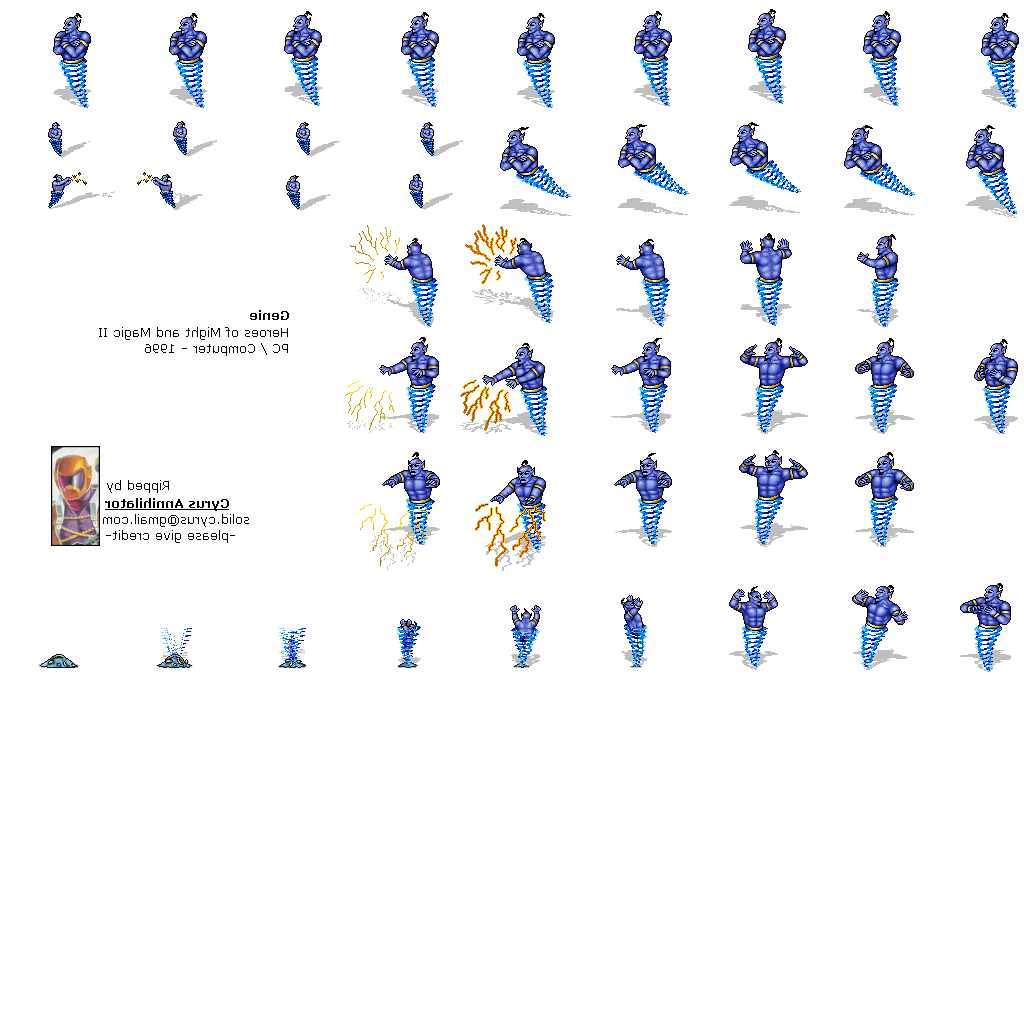 Genie
Heroes of Might and Magic II
PC / Computer - 1996
Ripped by
Cyrus Annihilator
solid.cyrus@gmail.com
-please give credit-